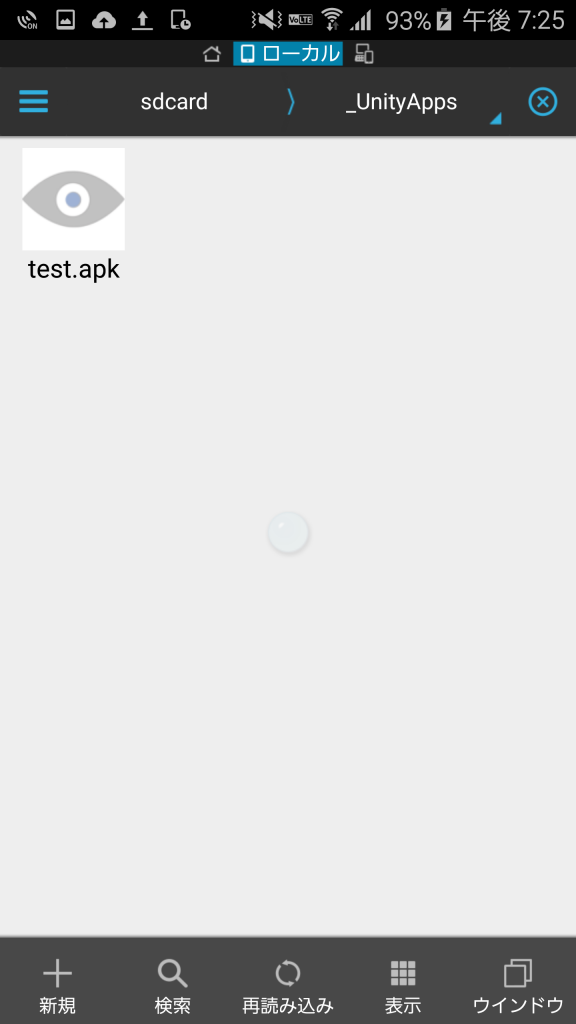 ON VoLTE 93% 午後 7:25
ローカル
sdcard 〉 _UnityApps
test.apk
新規 検索 再読み込み 表示 ウインドウ